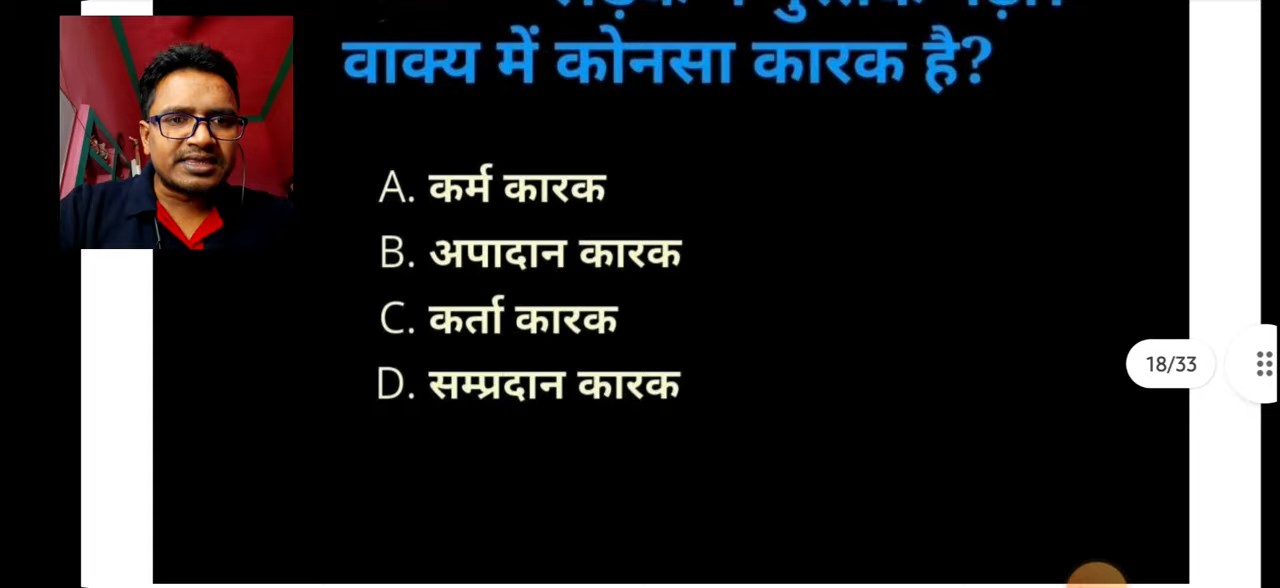 वाक्य में कोनसा कारक है?
A. कर्म कारक
B. अपादान कारक
C. कर्ता कारक
D. सम्प्रदान कारक
18/33